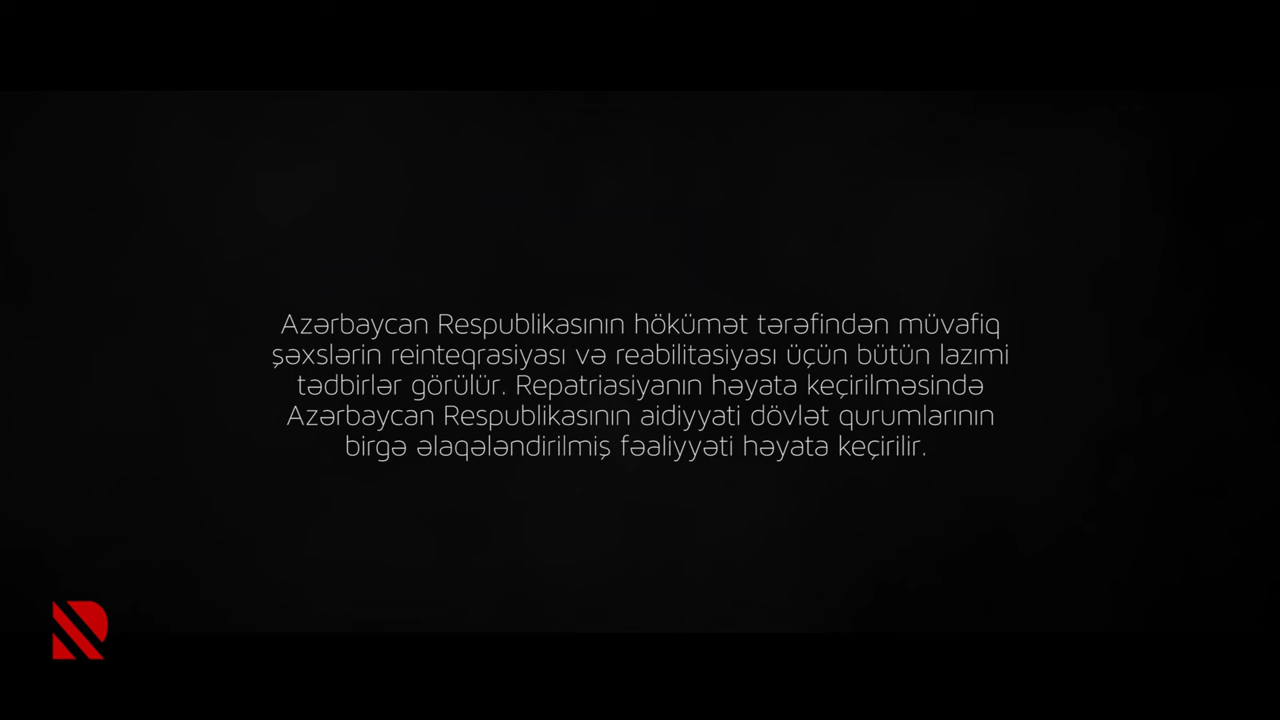 Azərbaycan Respublikasının hökümət tərəfindən müvafiq
şəxslərin reinteqrasiyası və reabilitasiyası üçün bütün lazımi
tədbirlər görülür. Repatriasiyanın həyata keçirilməsində
Azərbaycan Respublikasının aidiyyati dövlət qurumlarının
birgə əlaqələndirilmiş fəaliyyəti həyata keçirilir.